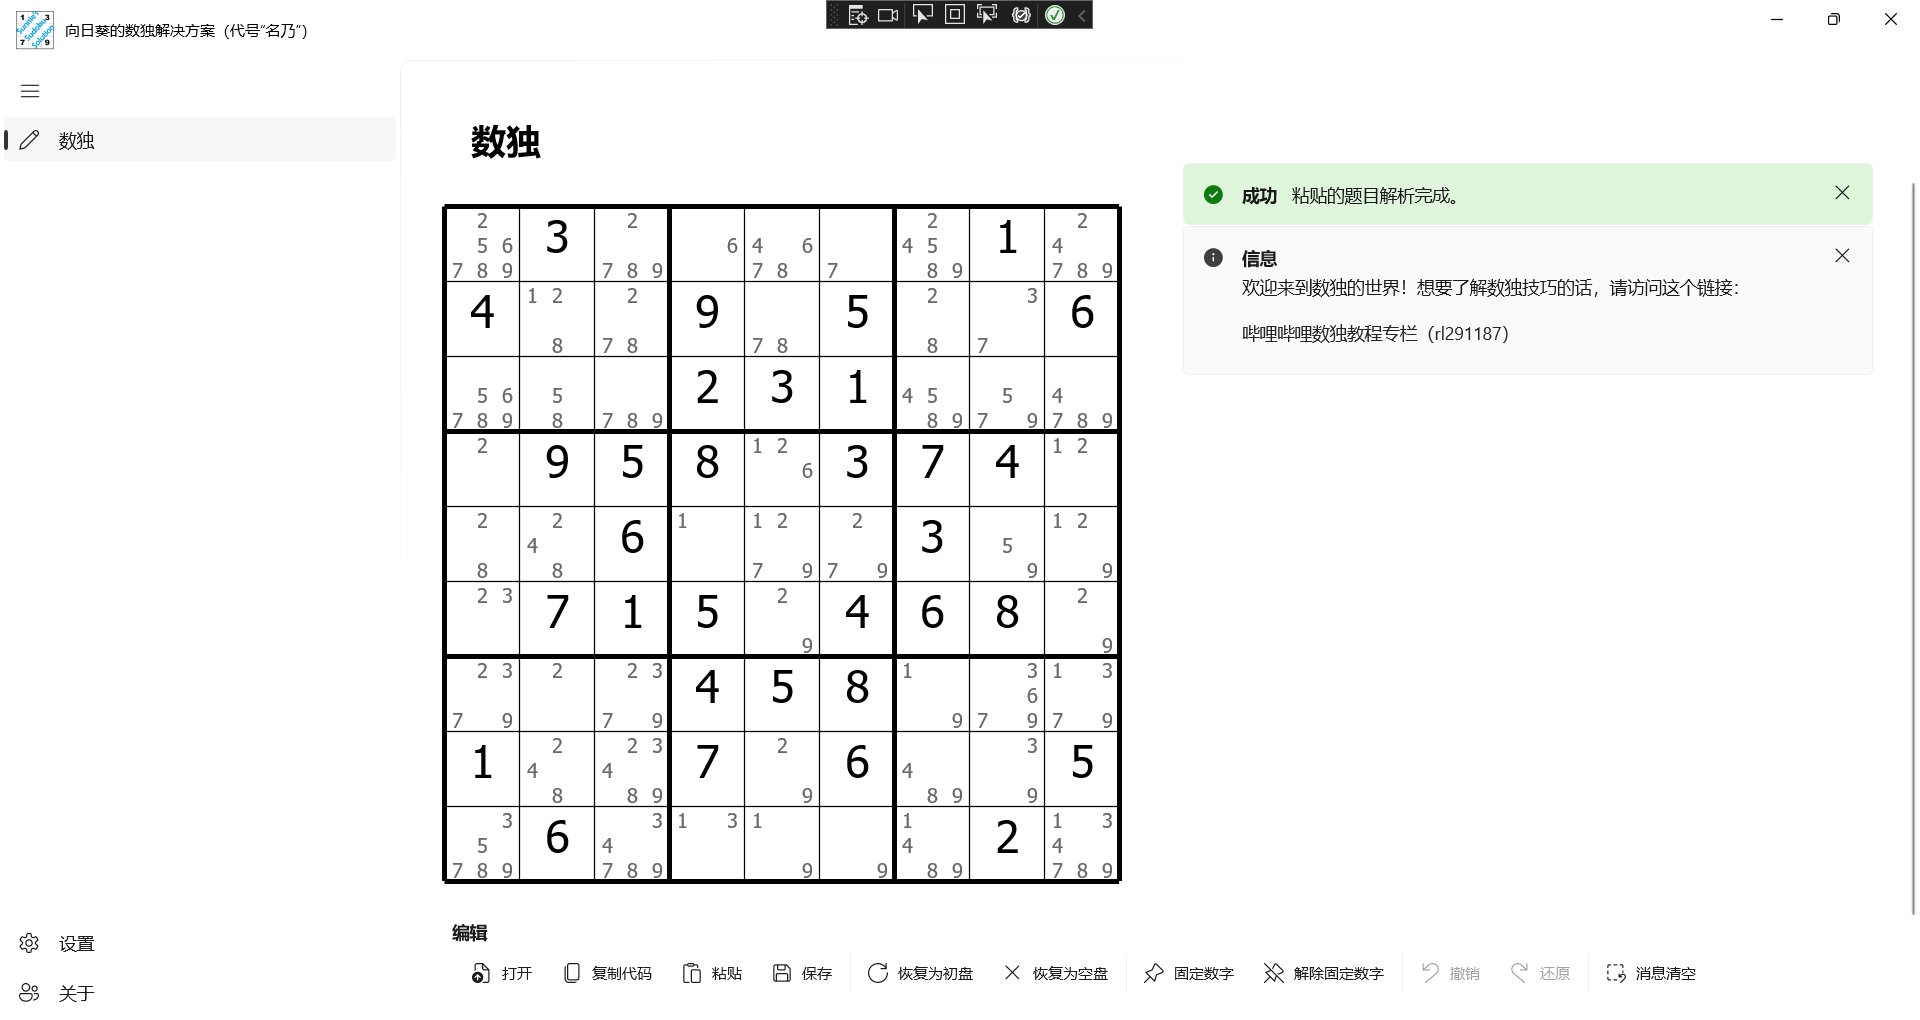 向日葵的数独解决方案（代号“名乃”）
数独
数独
2 2 2 2
5 6 3 6 4 6 4 5 1 4
7 8 9 7 8 9 7 8 7 8 9 7 8 9
1 2 2 2 3
4 9 5 6
8 7 8 7 8 8 7
5 6 5 2 3 1 4 5 5 4
7 8 9 8 7 8 9 8 9 7 9 7 8 9
2 1 2 1 2
9 5 8 6 3 7 4
2 2 1 1 2 2 1 2
4 6 3 5
8 8 7 9 7 9 9 9
2 3 2 2
7 1 5 4 6 8
9 9
2 3 2 2 3 1 3 1 3
4 5 8 6
7 9 7 9 9 7 9 7 9
2 2 3 2 3
1 4 4 7 6 4 5
8 8 9 9 8 9 9
3 3 1 3 1 1 1 3
5 6 4 4 2 4
7 8 9 7 8 9 9 9 8 9 7 8 9
成功 粘贴的题目解析完成。
信息
欢迎来到数独的世界！想要了解数独技巧的话，请访问这个链接：
哔哩哔哩数独教程专栏（rl291187）
编辑
打开 复制代码 粘贴 保存 恢复为初盘 恢复为空盘 固定数字 解除固定数字 撤销 还原 消息清空
设置
关于